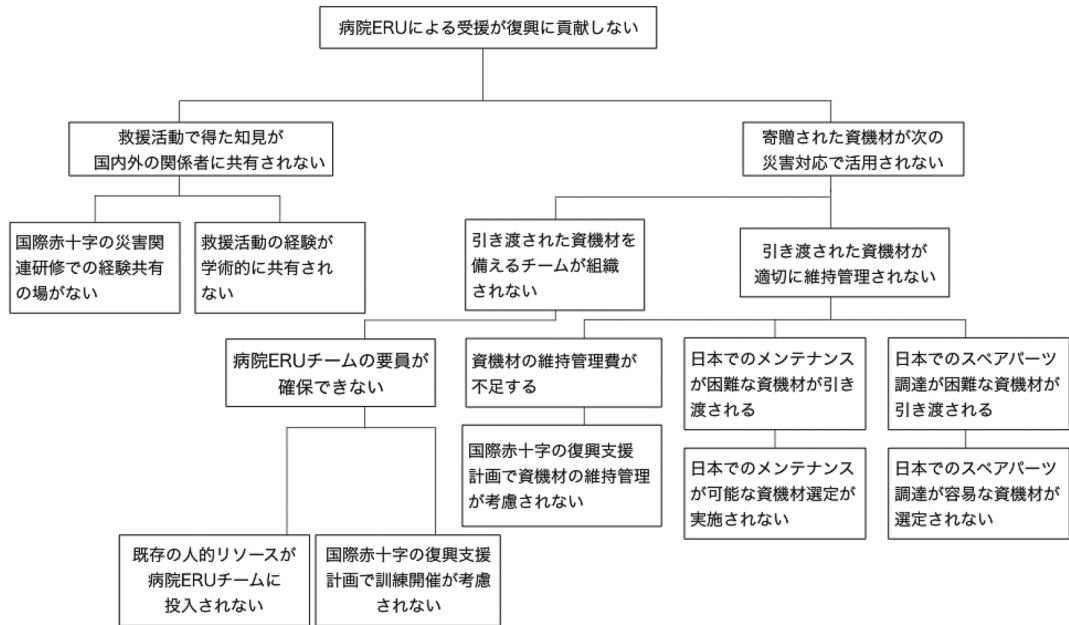 病院ERUによる受援が復興に貢献しない
救援活動で得た知見が
国内外の関係者に共有されない
寄贈された資機材が次の
災害対応で活用されない
国際赤十字の災害関
連研修での経験共有
の場がない
救援活動の経験が
学術的に共有され
ない
引き渡された資機材を
備えるチームが組織
されない
引き渡された資機材が
適切に維持管理されない
病院ERUチームの要員が
確保できない
資機材の維持管理費が
不足する
日本でのメンテナンス
が困難な資機材が引き
渡される
日本でのスペアパーツ
調達が困難な資機材が
引き渡される
国際赤十字の復興支援
計画で資機材の維持管理
が考慮されない
日本でのメンテナンス
が可能な資機材選定が
実施されない
日本でのスペアパーツ
調達が容易な資機材が
選定されない
既存の人的リソースが
病院ERUチームに
投入されない
国際赤十字の復興支援
計画で訓練開催が考慮
されない